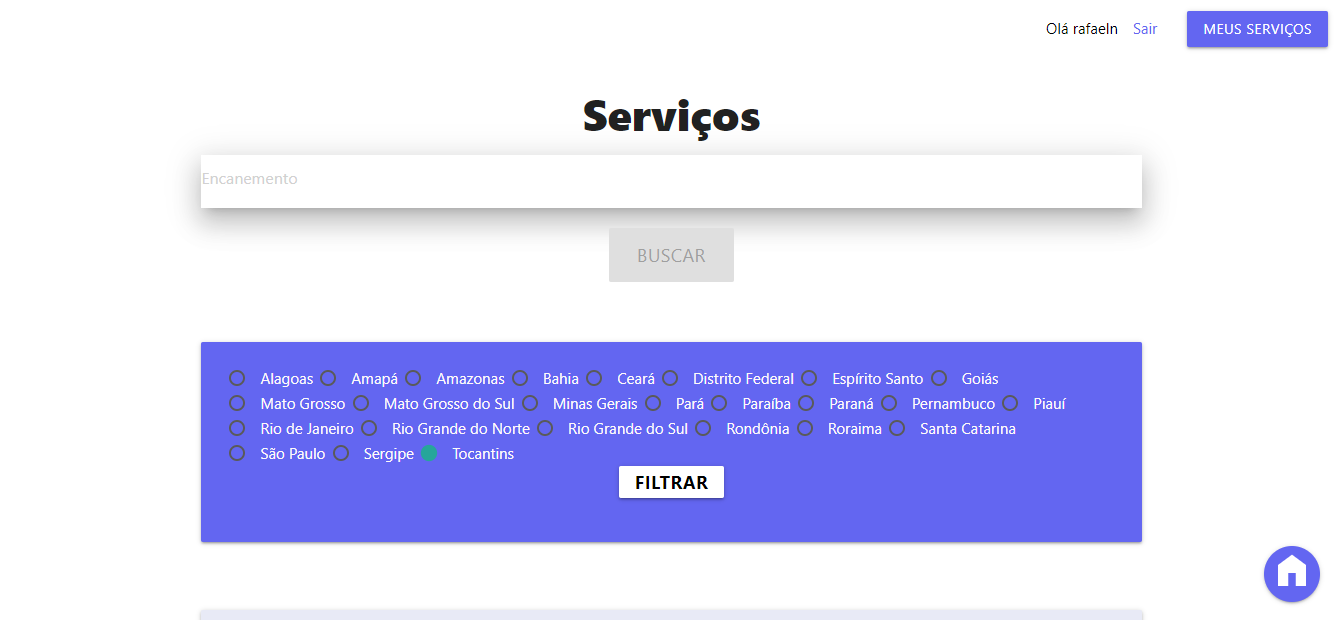 Olá rafaeln Sair MEUS SERVIÇOS
Serviços
Encanemento
BUSCAR
Alagoas Amapá Amazonas Bahia Ceará Distrito Federal Espírito Santo Goiás
Mato Grosso Mato Grosso do Sul Minas Gerais Pará Paraíba Paraná Pernambuco Piauí
Rio de Janeiro Rio Grande do Norte Rio Grande do Sul Rondônia Roraima Santa Catarina
São Paulo Sergipe Tocantins
FILTRAR